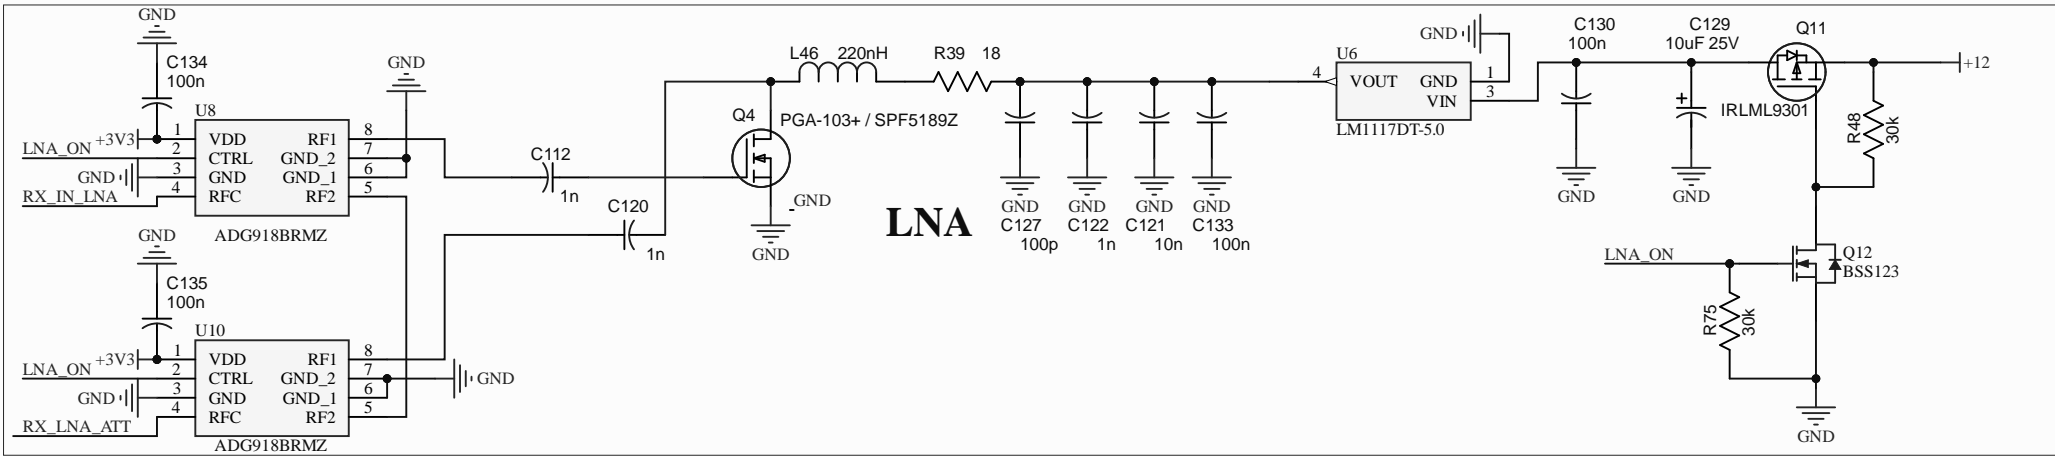 GND
C134
100n
U8
+3V3
1 VDD RF1 8
LNA_ON 2 CTRL GND_2 7
GND 3 GND GND_1 6
RX_IN_LNA 4 RFC RF2 5
ADG918BRMZ
GND
C112
1n
C120
1n
GND
C135
100n
U10
+3V3
1 VDD RF1 8
LNA_ON 2 CTRL GND_2 7
GND 3 GND GND_1 6
RX_LNA_ATT 4 RFC RF2 5
ADG918BRMZ
GND
L46 220nH
R39 18
Q4
PGA-103+ / SPF5189Z
GND
GND
LNA
GND GND GND GND
C127 C122 C121 C133
100p 1n 10n 100n
GND
U6
4 VOUT GND 1
VIN 3
LM1117DT-5.0
C130
100n
GND
C129
10uF 25V
+
GND
Q11
IRLML9301
+12
R48
30k
LNA_ON
Q12
BSS123
R75
30k
GND